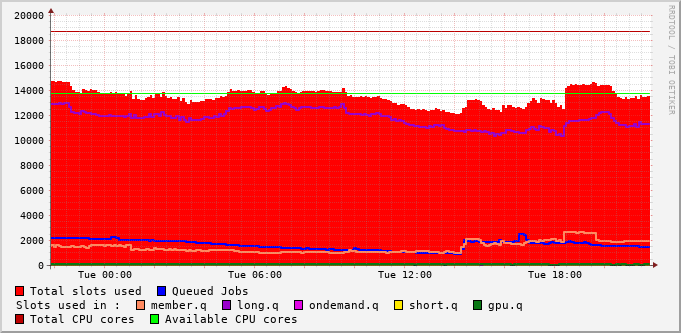 20000
18000
16000
14000
12000
10000
8000
6000
4000
2000
0
Tue 00:00 Tue 06:00 Tue 12:00 Tue 18:00
Total slots used Queued Jobs
Slots used in : member.q long.q ondemand.q short.q gpu.q
Total CPU cores Available CPU cores
RRDTOOL / TOBI OETIKER